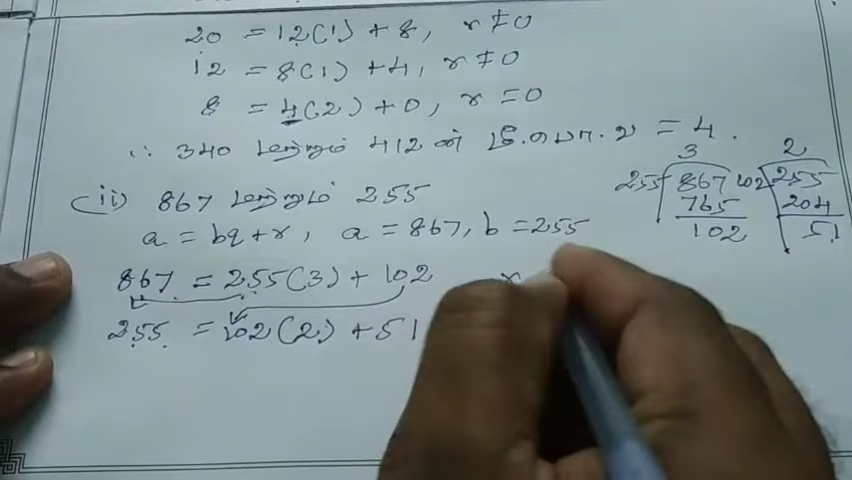 20 = 12(1) + 8, r ≠ 0
12 = 8(1) + 4, r ≠ 0
8 = 4(2) + 0, r = 0
∴ 340 மற்றும் 412 ன் மீ.பொ.வ = 4.
(ii) 867 மற்றும் 255
a = bq + r, a = 867, b = 255
867 = 255(3) + 102 r
255 = 102(2) + 51
3
255 867
765
102
2
102 255
204
51